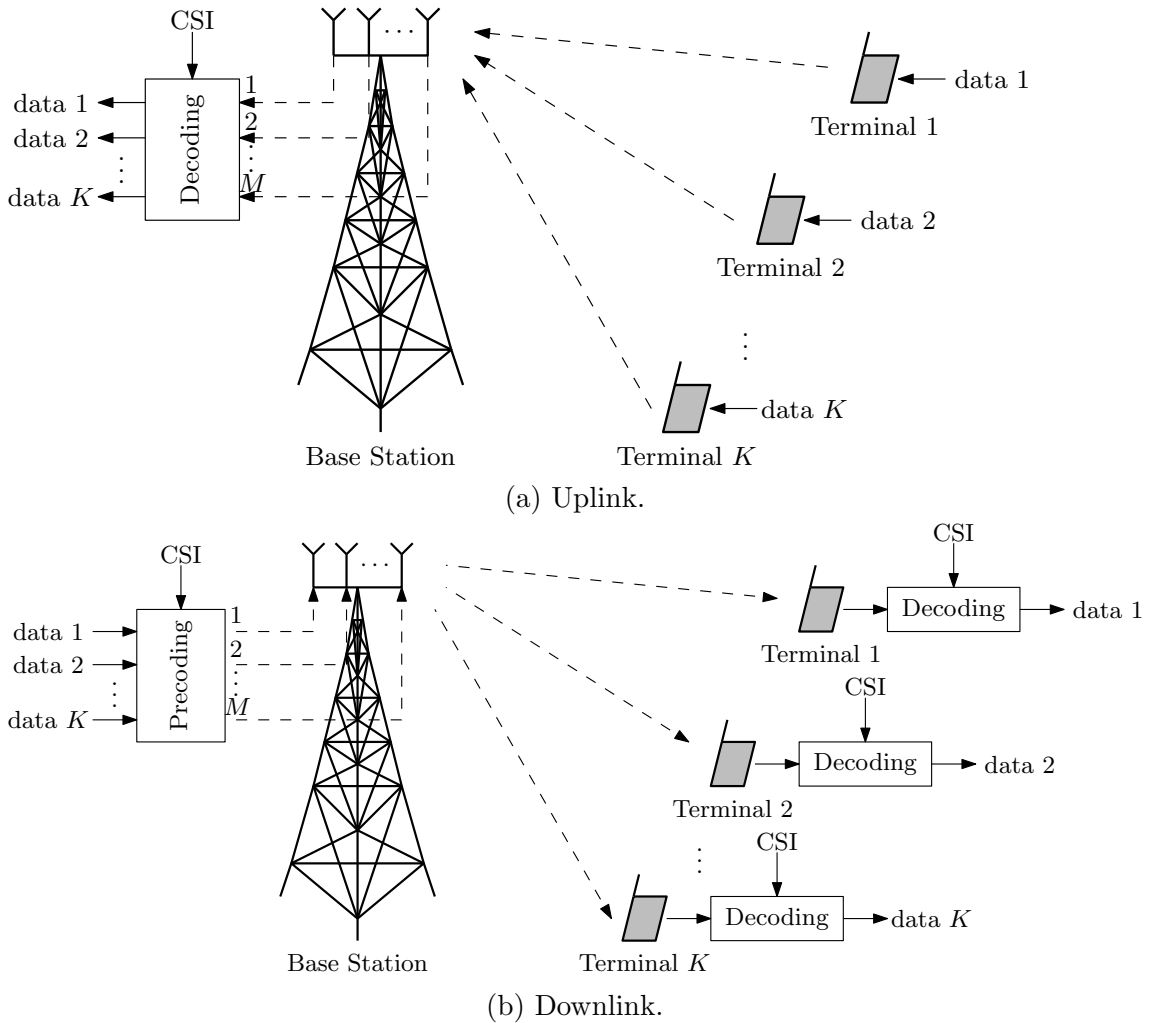 CSI
Decoding
data 1
data 2
data K
1
2
M
Base Station
data 1
Terminal 1
data 2
Terminal 2
data K
Terminal K
(a) Uplink.
CSI
Precoding
data 1
data 2
data K
1
2
M
Base Station
CSI
Decoding
data 1
Terminal 1
CSI
Decoding
data 2
Terminal 2
CSI
Decoding
data K
Terminal K
(b) Downlink.